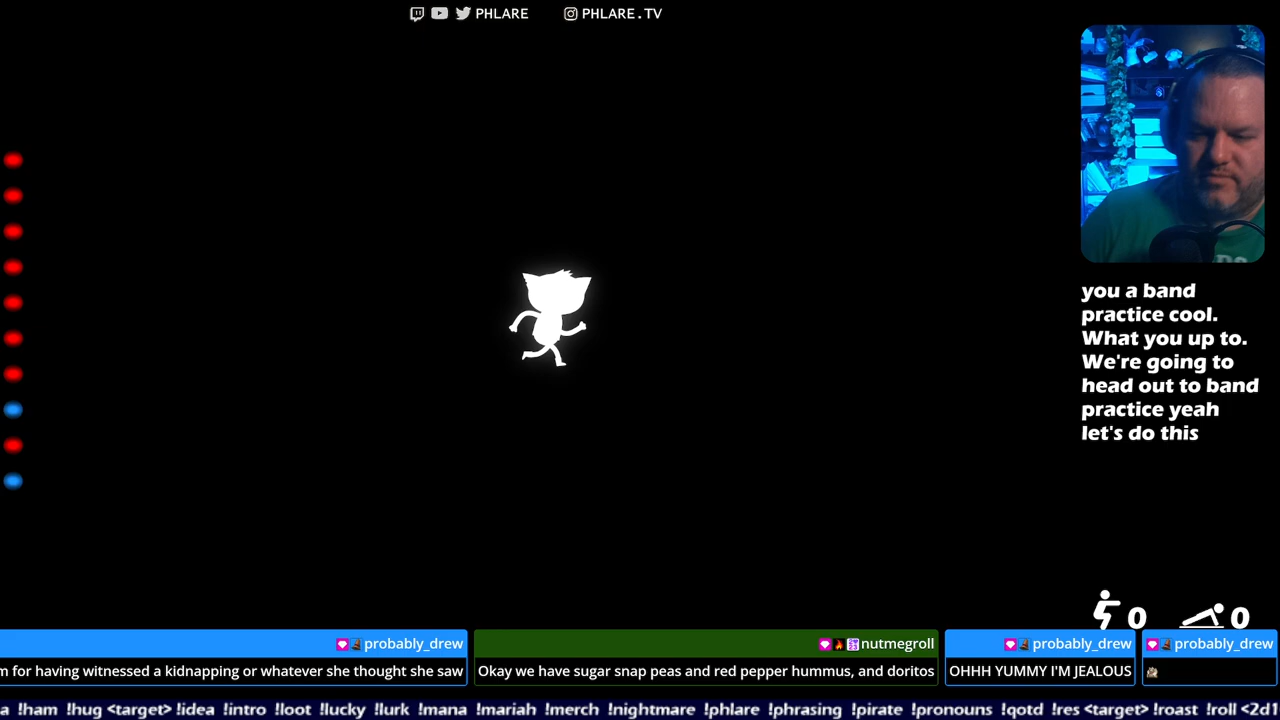 PHLARE PHLARE.TV
you a band
practice cool.
What you up to.
We're going to
head out to band
practice yeah
let's do this
0 0
probably_drew
m for having witnessed a kidnapping or whatever she thought she saw
nutmegroll
Okay we have sugar snap peas and red pepper hummus, and doritos
probably_drew
OHHH YUMMY I'M JEALOUS
probably_drew
a !ham !hug <target> !idea !intro !loot !lucky !lurk !mana !mariah !merch !nightmare !phlare !phrasing !pirate !pronouns !qotd !res <target> !roast !roll <2d1